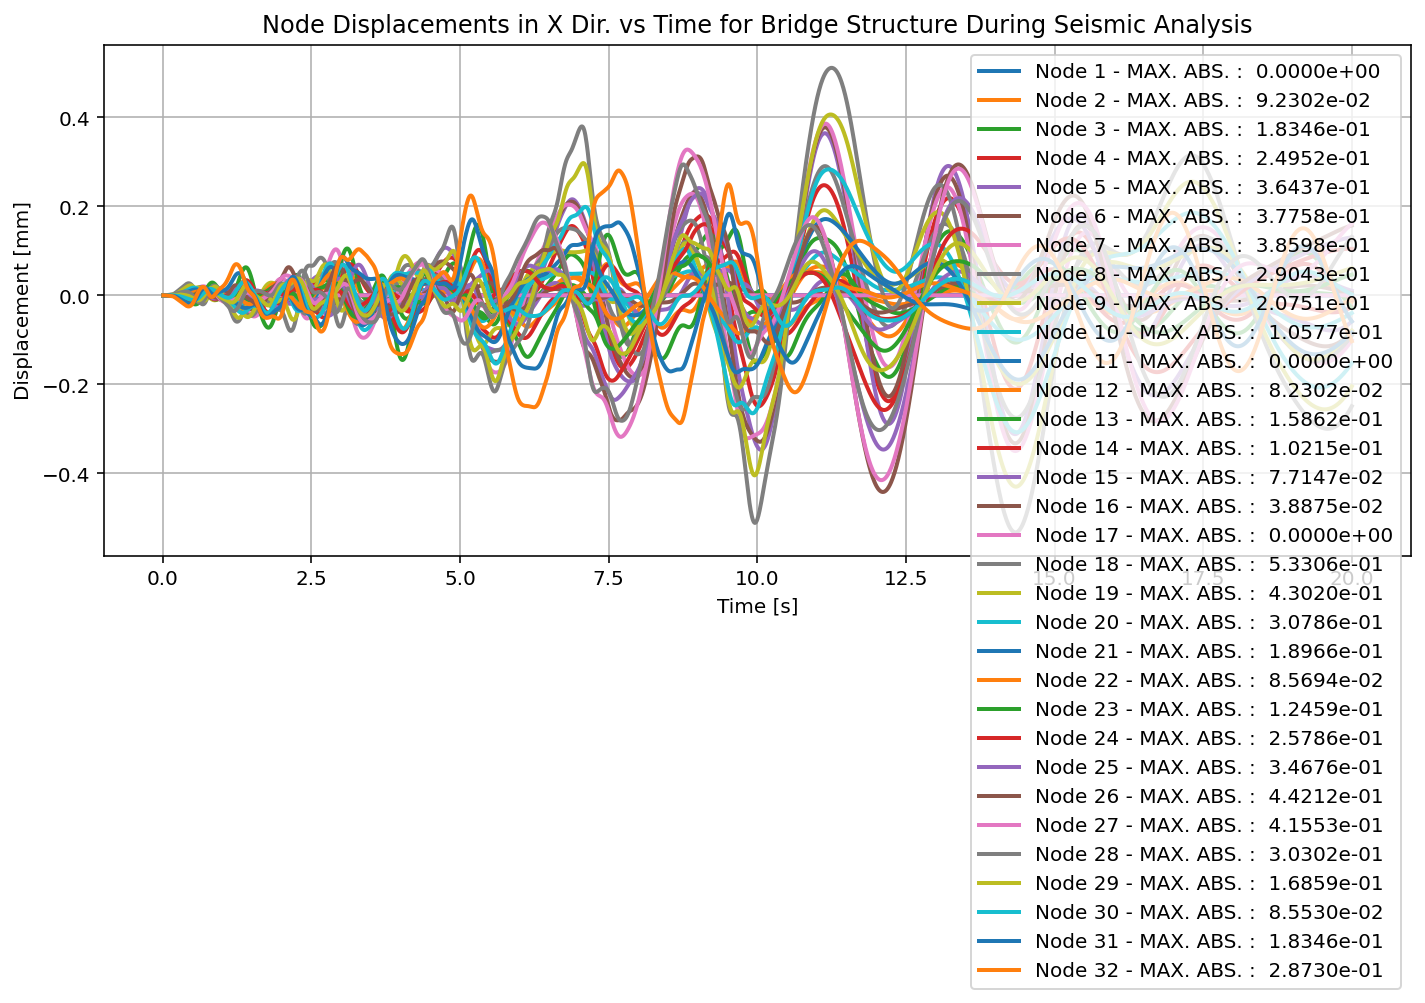 Node Displacements in X Dir. vs Time for Bridge Structure During Seismic Analysis
Displacement [mm]
0.4
0.2
0.0
−0.2
−0.4
0.0
2.5
5.0
7.5
10.0
12.5
15.0
17.5
20.0
Time [s]
Node 1 - MAX. ABS. : 0.0000e+00
Node 2 - MAX. ABS. : 9.2302e-02
Node 3 - MAX. ABS. : 1.8346e-01
Node 4 - MAX. ABS. : 2.4952e-01
Node 5 - MAX. ABS. : 3.6437e-01
Node 6 - MAX. ABS. : 3.7758e-01
Node 7 - MAX. ABS. : 3.8598e-01
Node 8 - MAX. ABS. : 2.9043e-01
Node 9 - MAX. ABS. : 2.0751e-01
Node 10 - MAX. ABS. : 1.0577e-01
Node 11 - MAX. ABS. : 0.0000e+00
Node 12 - MAX. ABS. : 8.2302e-02
Node 13 - MAX. ABS. : 1.5862e-01
Node 14 - MAX. ABS. : 1.0215e-01
Node 15 - MAX. ABS. : 7.7147e-02
Node 16 - MAX. ABS. : 3.8875e-02
Node 17 - MAX. ABS. : 0.0000e+00
Node 18 - MAX. ABS. : 5.3306e-01
Node 19 - MAX. ABS. : 4.3020e-01
Node 20 - MAX. ABS. : 3.0786e-01
Node 21 - MAX. ABS. : 1.8966e-01
Node 22 - MAX. ABS. : 8.5694e-02
Node 23 - MAX. ABS. : 1.2459e-01
Node 24 - MAX. ABS. : 2.5786e-01
Node 25 - MAX. ABS. : 3.4676e-01
Node 26 - MAX. ABS. : 4.4212e-01
Node 27 - MAX. ABS. : 4.1553e-01
Node 28 - MAX. ABS. : 3.0302e-01
Node 29 - MAX. ABS. : 1.6859e-01
Node 30 - MAX. ABS. : 8.5530e-02
Node 31 - MAX. ABS. : 1.8346e-01
Node 32 - MAX. ABS. : 2.8730e-01